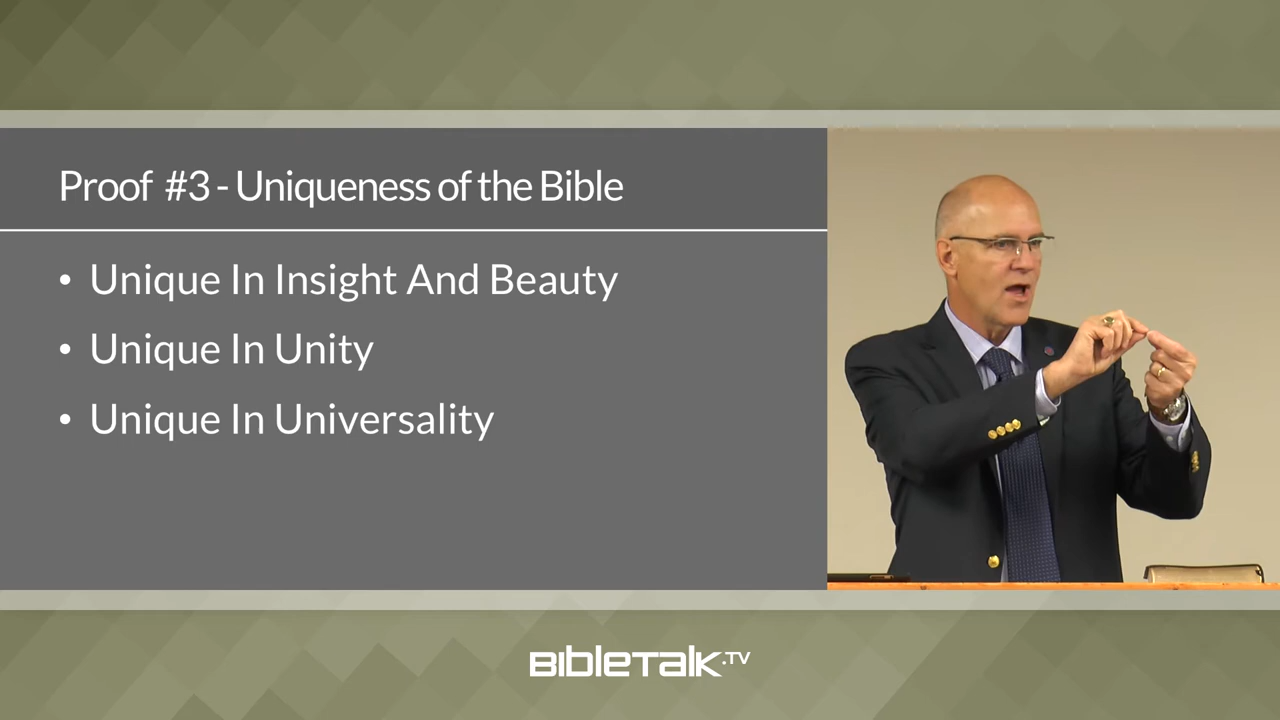 Proof #3 - Uniqueness of the Bible
• Unique In Insight And Beauty
• Unique In Unity
• Unique In Universality
BIBLETALK.TV